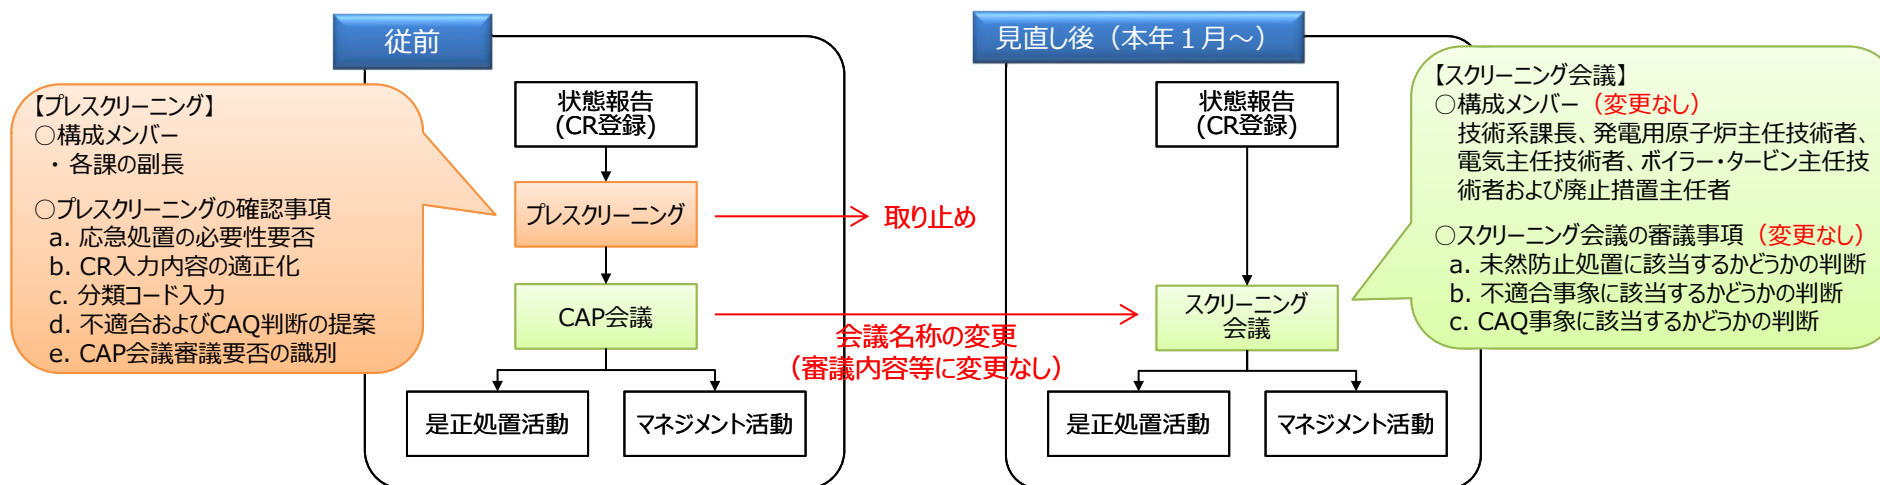 従前
【プレスクリーニング】
○構成メンバー
・各課の副長
○プレスクリーニングの確認事項
a. 応急処置の必要性要否
b. CR入力内容の適正化
c. 分類コード入力
d. 不適合およびCAQ判断の提案
e. CAP会議審議要否の識別
状態報告
(CR登録)
プレスクリーニング
取り止め
CAP会議
会議名称の変更
（審議内容等に変更なし）
是正処置活動
マネジメント活動
見直し後（本年１月～）
状態報告
(CR登録)
スクリーニング
会議
是正処置活動
マネジメント活動
【スクリーニング会議】
○構成メンバー（変更なし）
技術系課長、発電用原子炉主任技術者、
電気主任技術者、ボイラー・タービン主任技
術者および廃止措置主任者
○スクリーニング会議の審議事項（変更なし）
a. 未然防止処置に該当するかどうかの判断
b. 不適合事象に該当するかどうかの判断
c. CAQ事象に該当するかどうかの判断